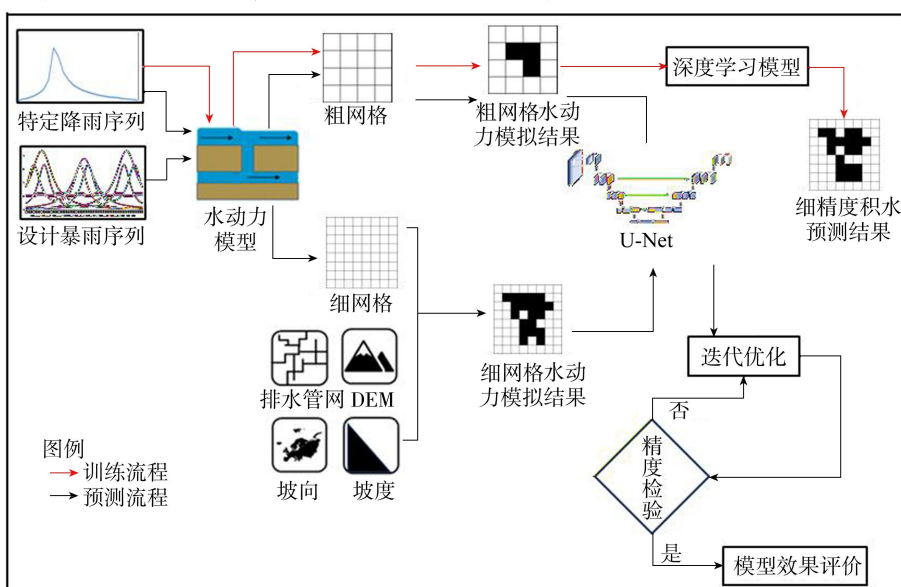 特定降雨序列
设计暴雨序列
水动力
模型
粗网格
细网格
粗网格水动
力模拟结果
深度学习模型
细精度积水
预测结果
U-Net
排水管网 DEM
坡向 坡度
细网格水动
力模拟结果
迭代优化
否
精度检验
是
模型效果评价
图例
训练流程
预测流程